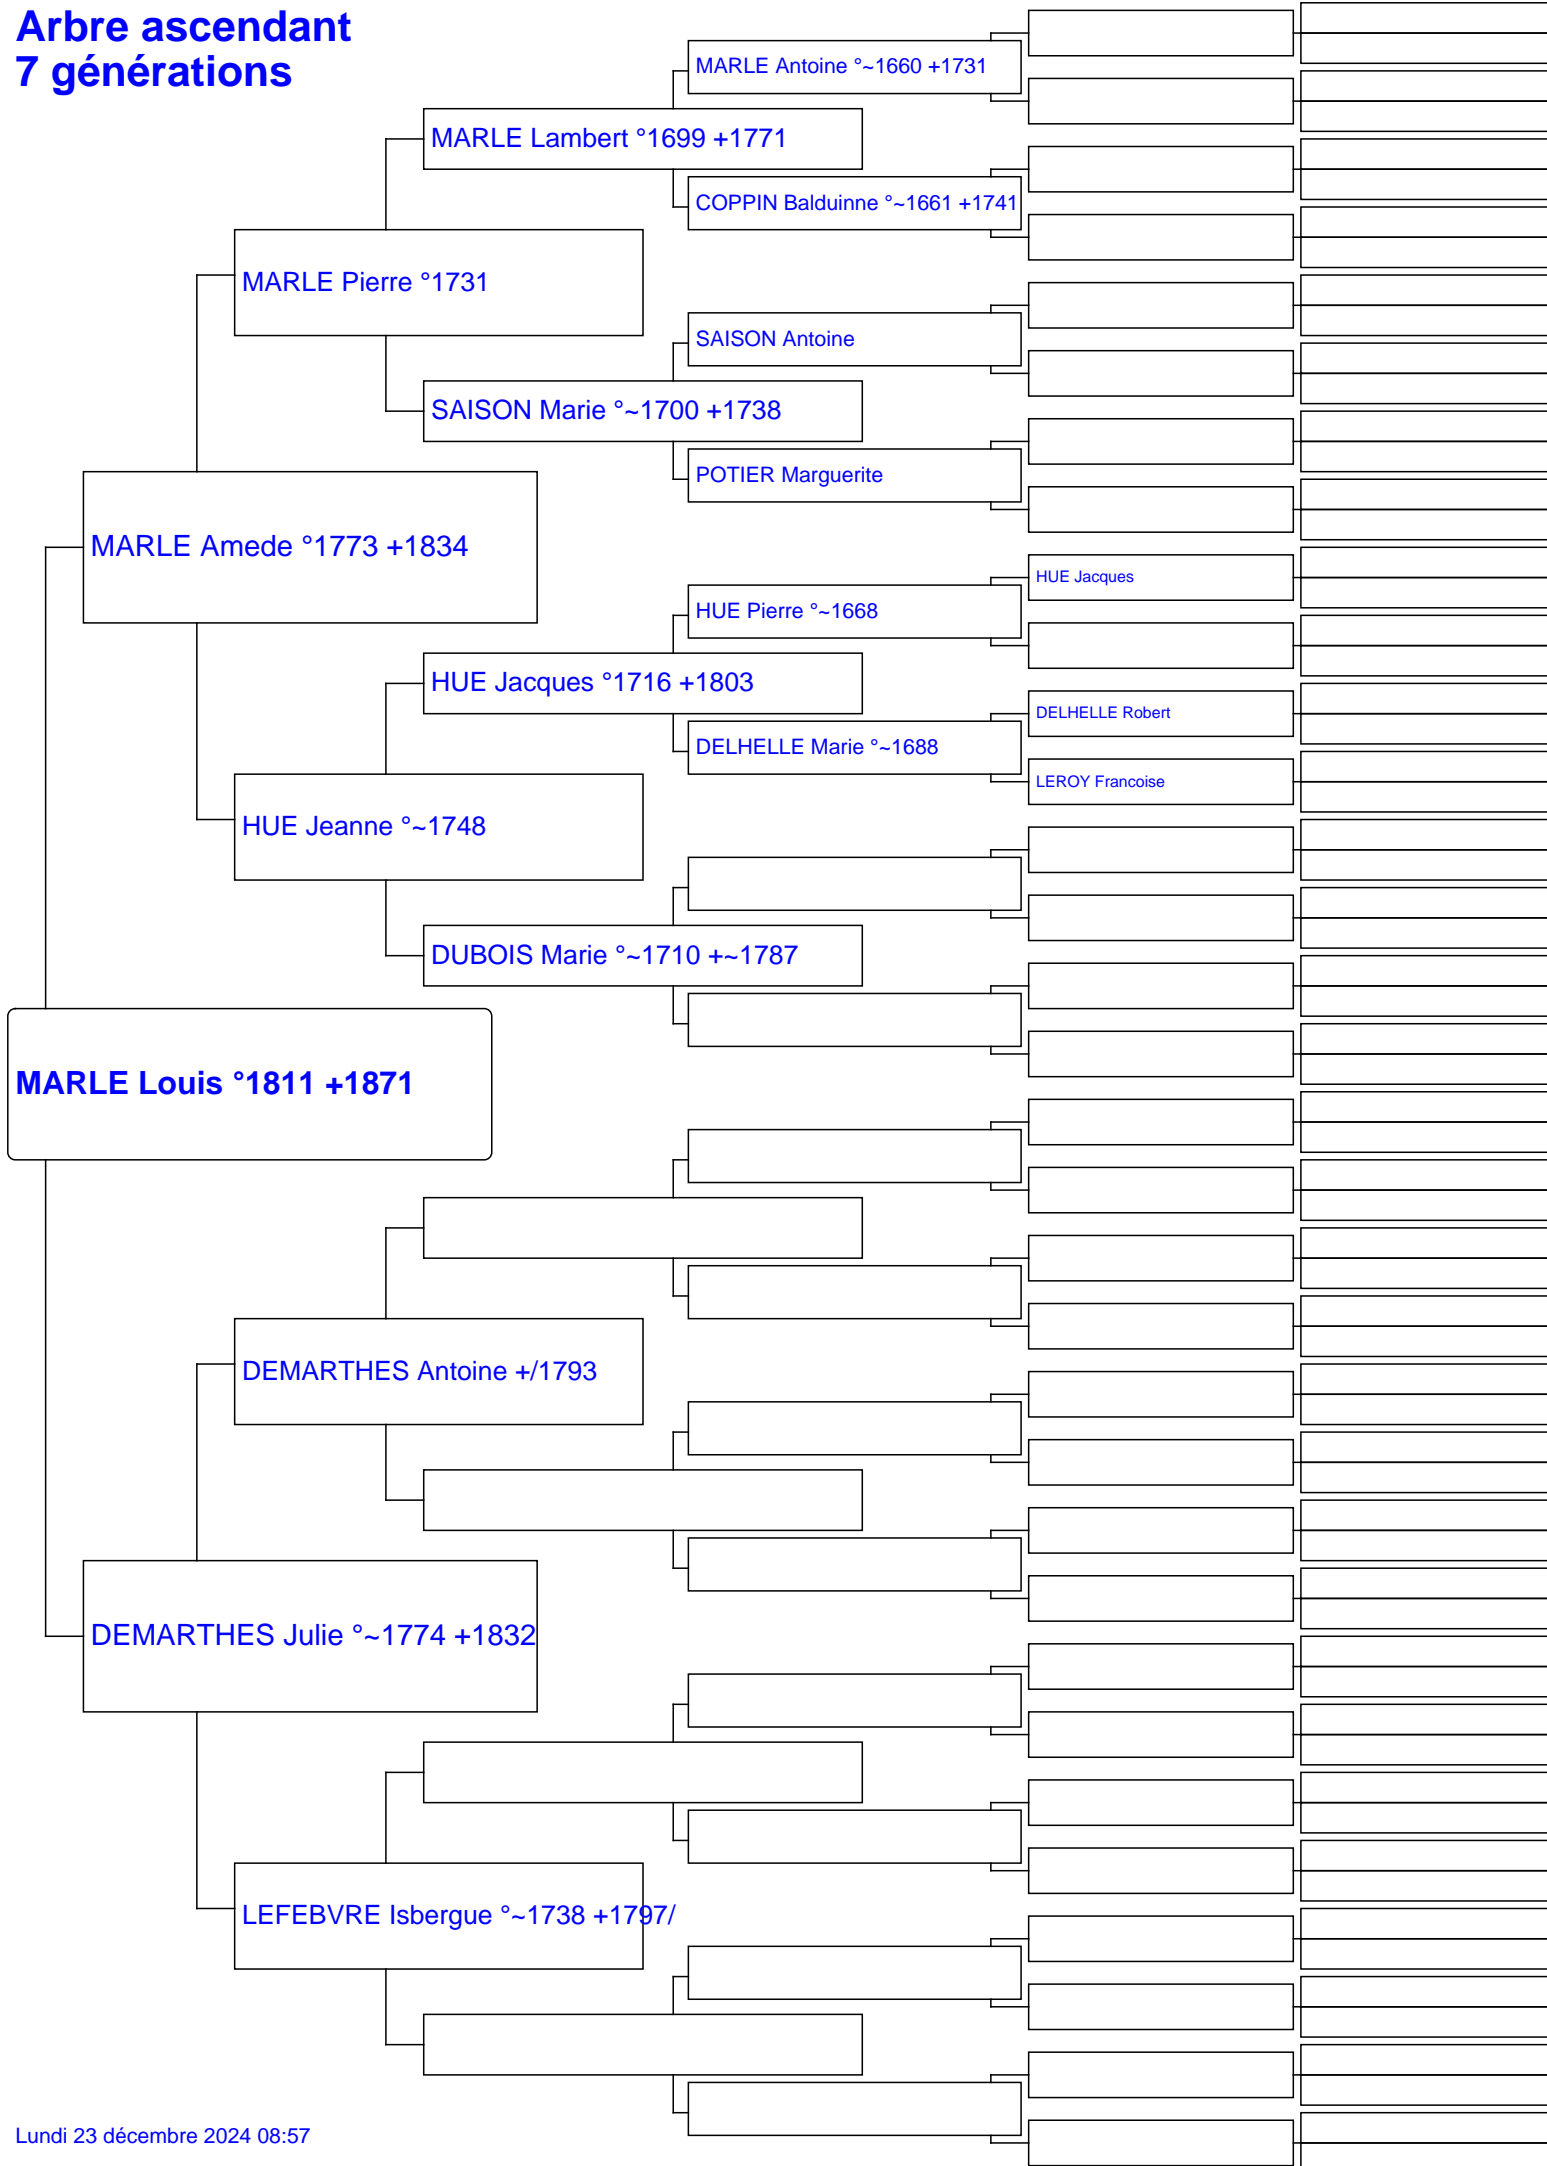 Arbre ascendant
7 générations
MARLE Antoine °~1660 +1731
MARLE Lambert °1699 +1771
COPPIN Balduinne °~1661 +1741
MARLE Pierre °1731
SAISON Antoine
SAISON Marie °~1700 +1738
POTIER Marguerite
MARLE Amede °1773 +1834
HUE Jacques
HUE Pierre °~1668
HUE Jacques °1716 +1803
DELHELLE Robert
DELHELLE Marie °~1688
LEROY Francoise
HUE Jeanne °~1748
DUBOIS Marie °~1710 +~1787
MARLE Louis °1811 +1871
DEMARTHES Antoine +/1793
DEMARTHES Julie °~1774 +1832
LEFEBVRE Isbergue °~1738 +1797/
Lundi 23 décembre 2024 08:57